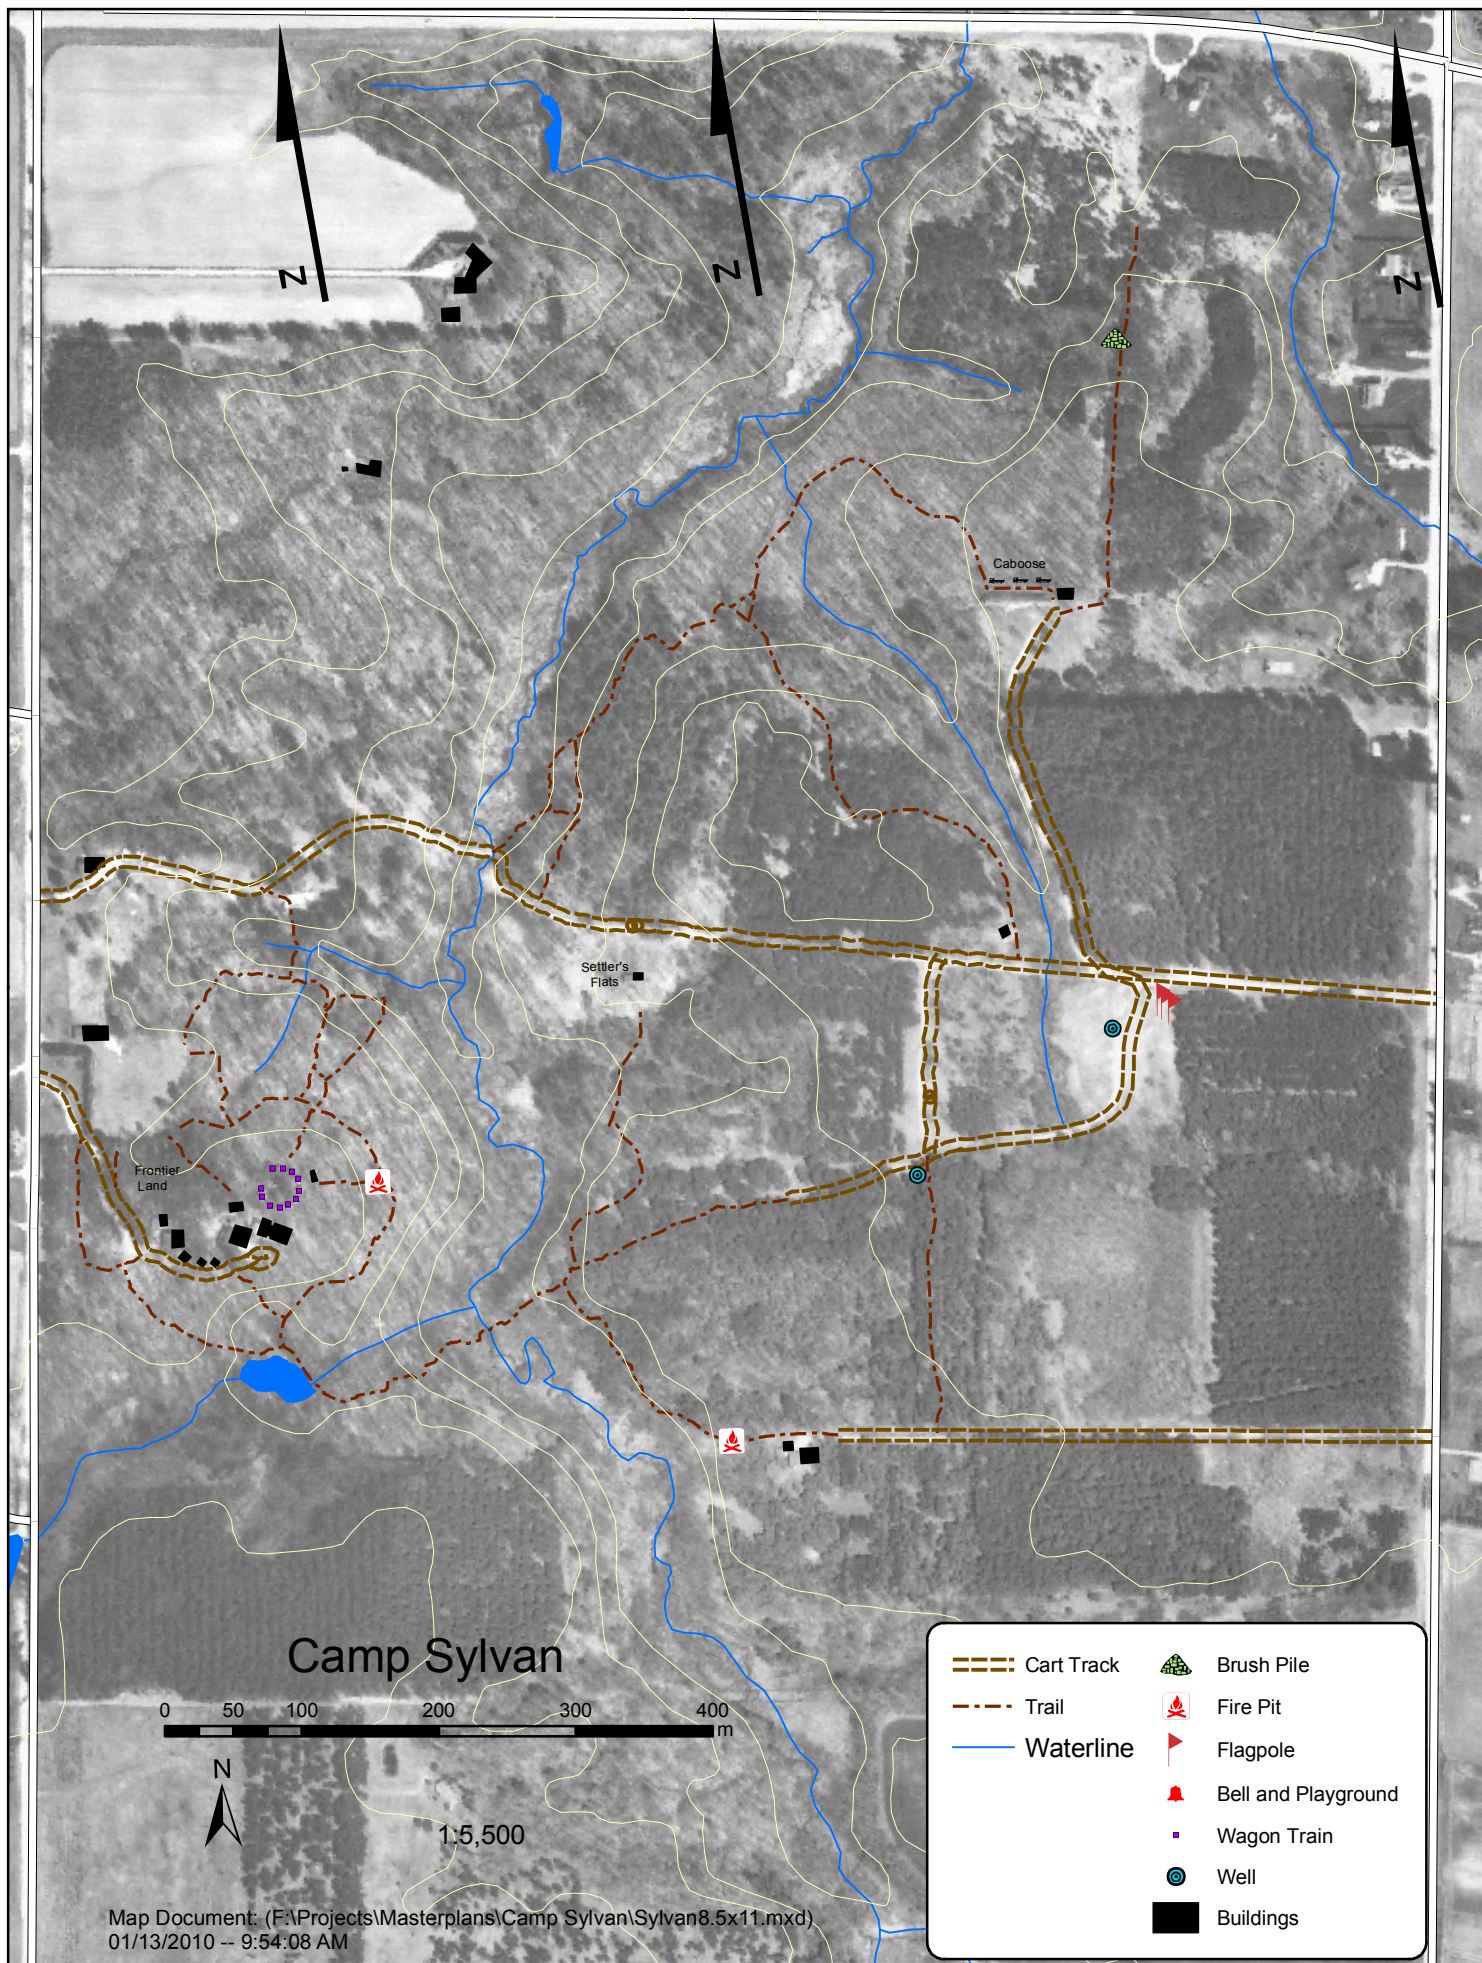 Z
Z
Z
Caboose
Settler's
Flats
Frontier
Land
Camp Sylvan
0 50 100 200 300 400
m
N
1:5,500
Map Document: (F:\Projects\Masterplans\Camp Sylvan\Sylvan8.5x11.mxd)
01/13/2010 -- 9:54:08 AM
Cart Track
Trail
Waterline
Brush Pile
Fire Pit
Flagpole
Bell and Playground
Wagon Train
Well
Buildings